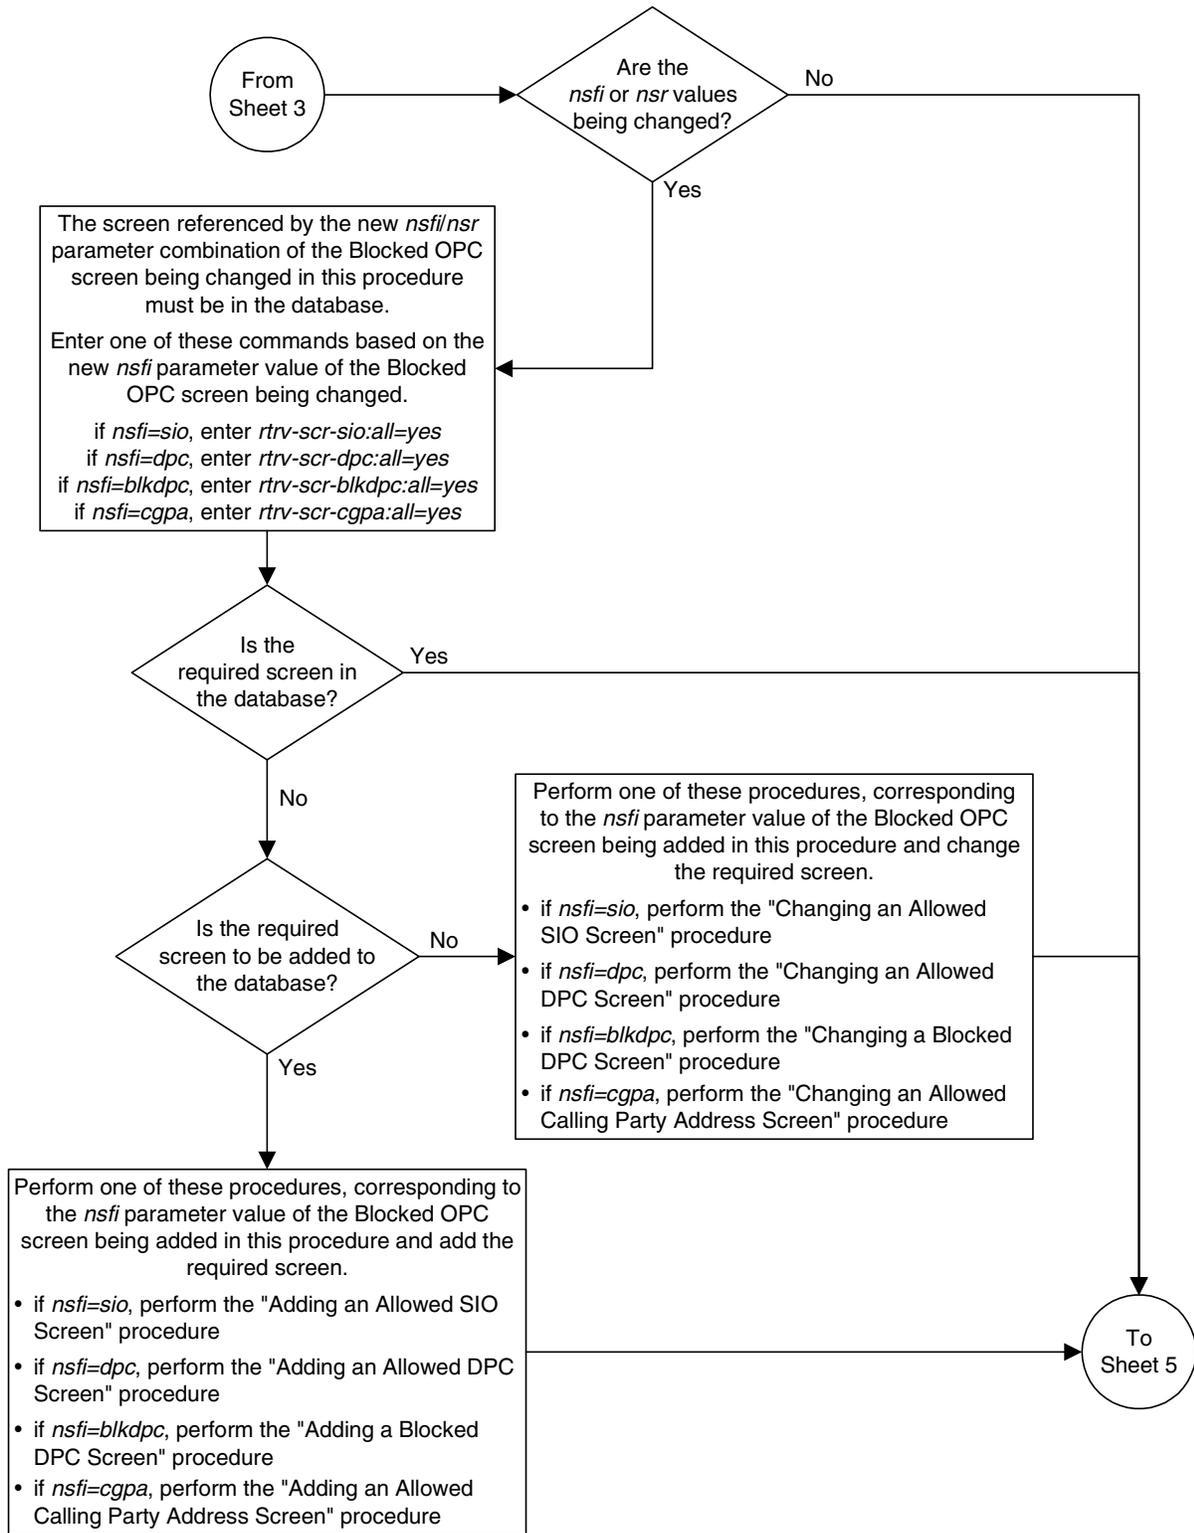 From
Sheet 3
Are the
nsfi or nsr values
being changed?
No
Yes
The screen referenced by the new nsfi/nsr
parameter combination of the Blocked OPC
screen being changed in this procedure
must be in the database.
Enter one of these commands based on the
new nsfi parameter value of the Blocked
OPC screen being changed.
if nsfi=sio, enter rtrv-scr-sio:all=yes
if nsfi=dpc, enter rtrv-scr-dpc:all=yes
if nsfi=blkdpc, enter rtrv-scr-blkdpc:all=yes
if nsfi=cgpa, enter rtrv-scr-cgpa:all=yes
Is the
required screen in
the database?
Yes
No
Is the required
screen to be added to
the database?
No
Yes
Perform one of these procedures, corresponding
to the nsfi parameter value of the Blocked OPC
screen being added in this procedure and change
the required screen.
• if nsfi=sio, perform the "Changing an Allowed
SIO Screen" procedure
• if nsfi=dpc, perform the "Changing an Allowed
DPC Screen" procedure
• if nsfi=blkdpc, perform the "Changing a Blocked
DPC Screen" procedure
• if nsfi=cgpa, perform the "Changing an Allowed
Calling Party Address Screen" procedure
Perform one of these procedures, corresponding to
the nsfi parameter value of the Blocked OPC
screen being added in this procedure and add the
required screen.
• if nsfi=sio, perform the "Adding an Allowed SIO
Screen" procedure
• if nsfi=dpc, perform the "Adding an Allowed DPC
Screen" procedure
• if nsfi=blkdpc, perform the "Adding a Blocked
DPC Screen" procedure
• if nsfi=cgpa, perform the "Adding an Allowed
Calling Party Address Screen" procedure
To
Sheet 5